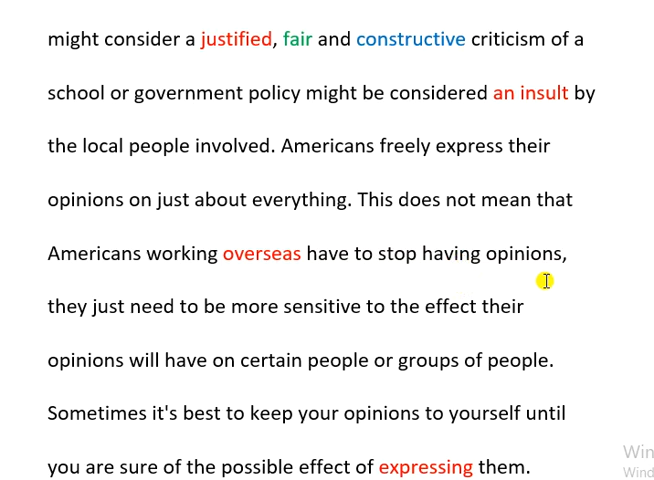 might consider a justified, fair and constructive criticism of a
school or government policy might be considered an insult by
the local people involved. Americans freely express their
opinions on just about everything. This does not mean that
Americans working overseas have to stop having opinions,
they just need to be more sensitive to the effect their
opinions will have on certain people or groups of people.
Sometimes it's best to keep your opinions to yourself until
you are sure of the possible effect of expressing them.
Win
Wind